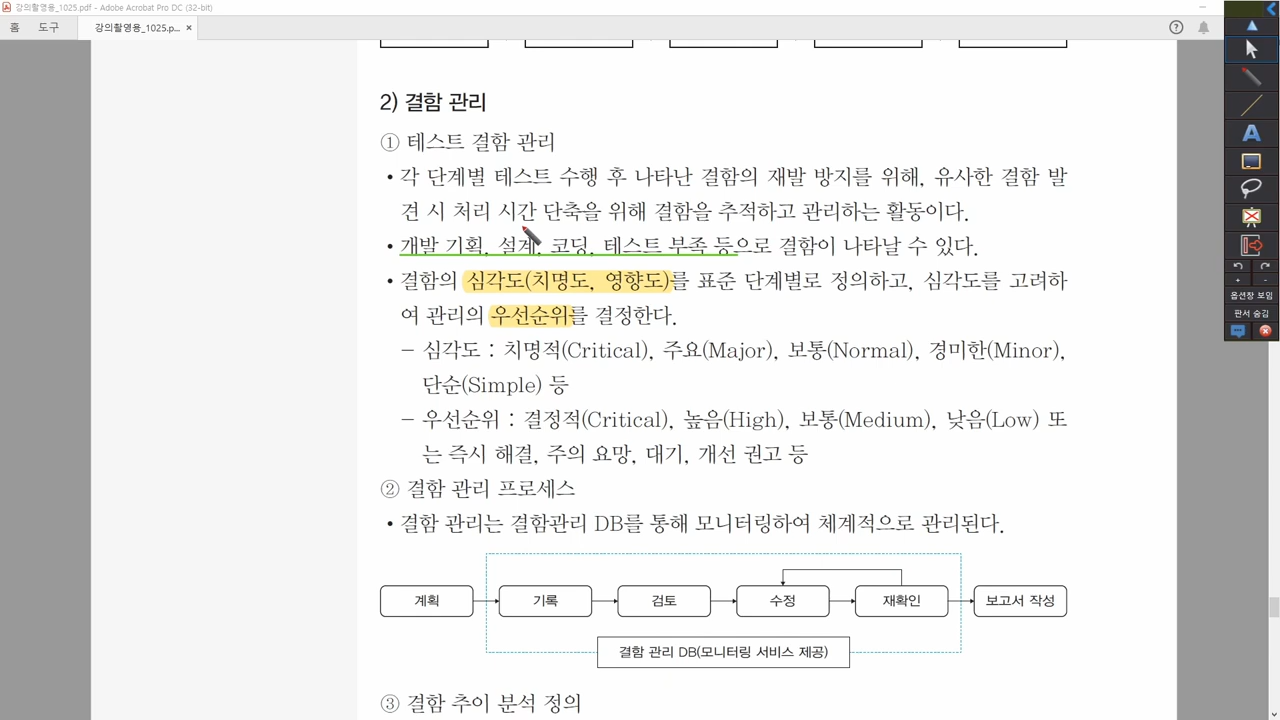 강의촬영용_1025.pdf - Adobe Acrobat Pro DC (32-bit)
홈 도구 강의촬영용_1025.p... ×
2) 결함 관리
① 테스트 결함 관리
• 각 단계별 테스트 수행 후 나타난 결함의 재발 방지를 위해, 유사한 결함 발
견 시 처리 시간 단축을 위해 결함을 추적하고 관리하는 활동이다.
• 개발 기획, 설계, 코딩, 테스트 부족 등으로 결함이 나타날 수 있다.
• 결함의 심각도(치명도, 영향도)를 표준 단계별로 정의하고, 심각도를 고려하
여 관리의 우선순위를 결정한다.
– 심각도 : 치명적(Critical), 주요(Major), 보통(Normal), 경미한(Minor),
단순(Simple) 등
– 우선순위 : 결정적(Critical), 높음(High), 보통(Medium), 낮음(Low) 또
는 즉시 해결, 주의 요망, 대기, 개선 권고 등
② 결함 관리 프로세스
• 결함 관리는 결함관리 DB를 통해 모니터링하여 체계적으로 관리된다.
계획 기록 검토 수정 재확인 보고서 작성
결함 관리 DB(모니터링 서비스 제공)
③ 결함 추이 분석 정의
A
옵션장 보임
판서 숨김